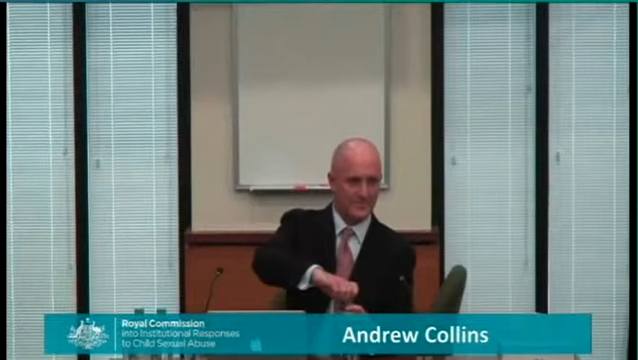 Royal Commission
into Institutional Responses
to Child Sexual Abuse
Andrew Collins